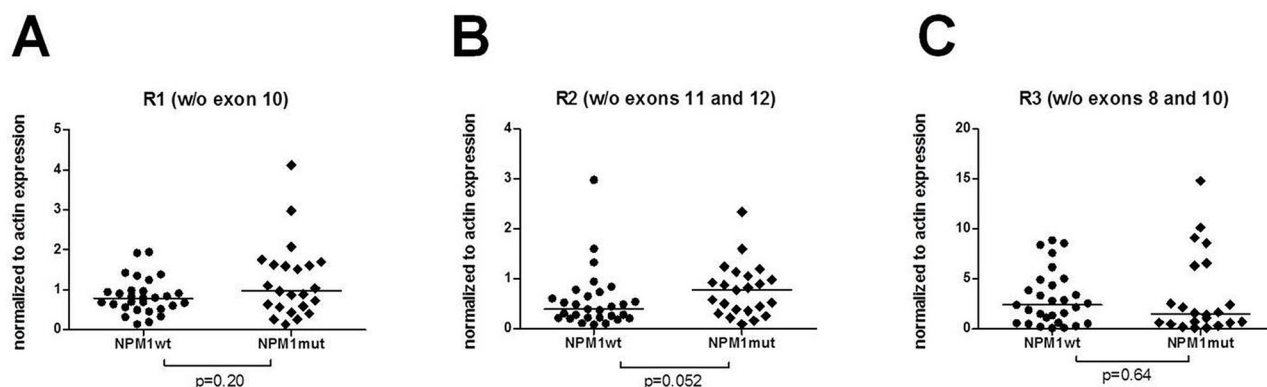 A
B
C
R1 (w/o exon 10)
R2 (w/o exons 11 and 12)
R3 (w/o exons 8 and 10)
normalized to actin expression
5
4
3
2
1
0
NPM1wt
NPM1mut
p=0.20
normalized to actin expression
4
3
2
1
0
NPM1wt
NPM1mut
p=0.052
normalized to actin expression
20
15
10
5
0
NPM1wt
NPM1mut
p=0.64